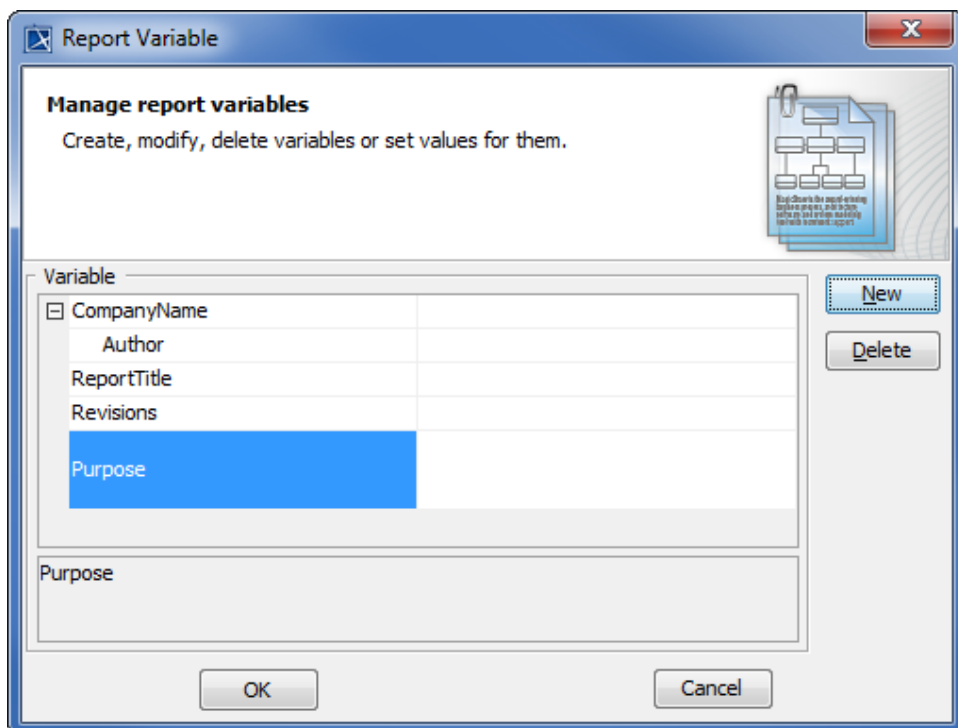 Report Variable
Manage report variables
Create, modify, delete variables or set values for them.
Variable
CompanyName
Author
ReportTitle
Revisions
Purpose
New
Delete
Purpose
OK
Cancel